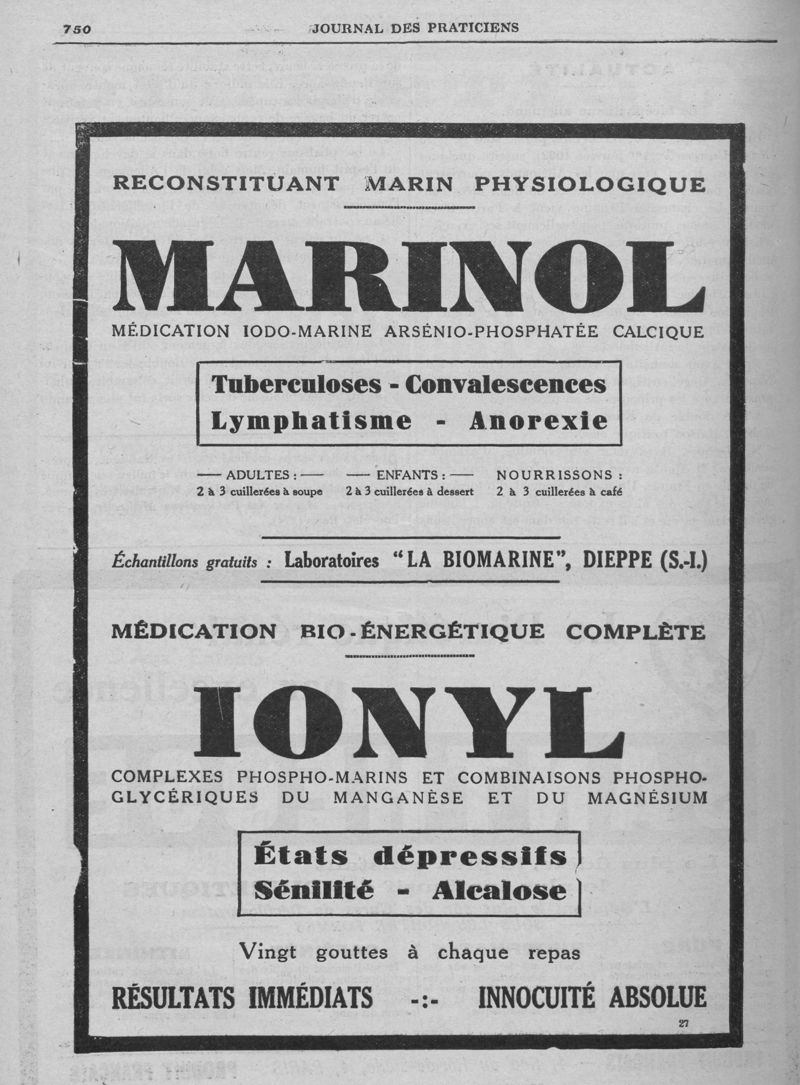 750
JOURNAL DES PRATICIENS
RECONSTITUANT MARIN PHYSIOLOGIQUE
MARINOL
MÉDICATION IODO-MARINE ARSÉNIO-PHOSPHATÉE CALCIQUE
Tuberculoses - Convalescences
Lymphatisme - Anorexie
— ADULTES : — — ENFANTS : — NOURRISSONS :
2 à 3 cuillerées à soupe 2 à 3 cuillerées à dessert 2 à 3 cuillerées à café
Échantillons gratuits : Laboratoires "LA BIOMARINE", DIEPPE (S.-I.)
MÉDICATION BIO-ÉNERGÉTIQUE COMPLÈTE
IONYL
COMPLEXES PHOSPHO-MARINS ET COMBINAISONS PHOSPHO-
GLYCÉRIQUES DU MANGANÈSE ET DU MAGNÉSIUM
États dépressifs
Sénilité - Alcalose
Vingt gouttes à chaque repas
RÉSULTATS IMMÉDIATS -:- INNOCUITÉ ABSOLUE
27